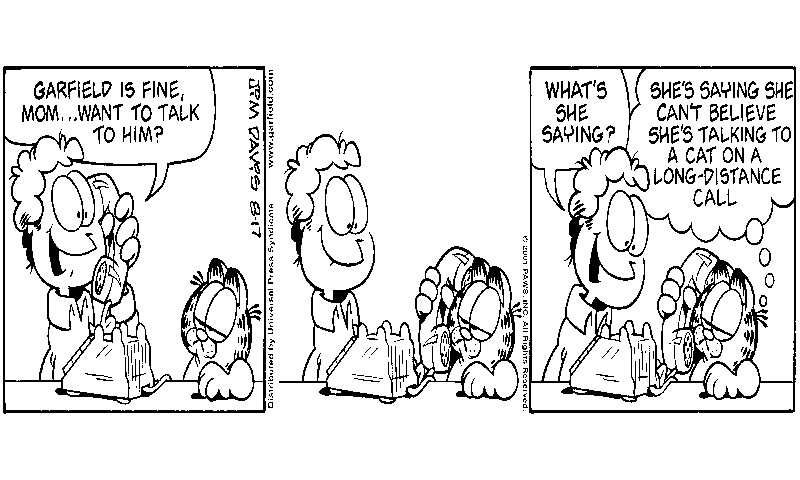 GARFIELD IS FINE,
MOM...WANT TO TALK
TO HIM?
JIM DAVIS 8-17
www.garfield.com
Distributed by Universal Press Syndicate
© 2001 PAWS, INC. All Rights Reserved.
WHAT'S
SHE
SAYING?
SHE'S SAYING SHE
CAN'T BELIEVE
SHE'S TALKING TO
A CAT ON A
LONG-DISTANCE
CALL